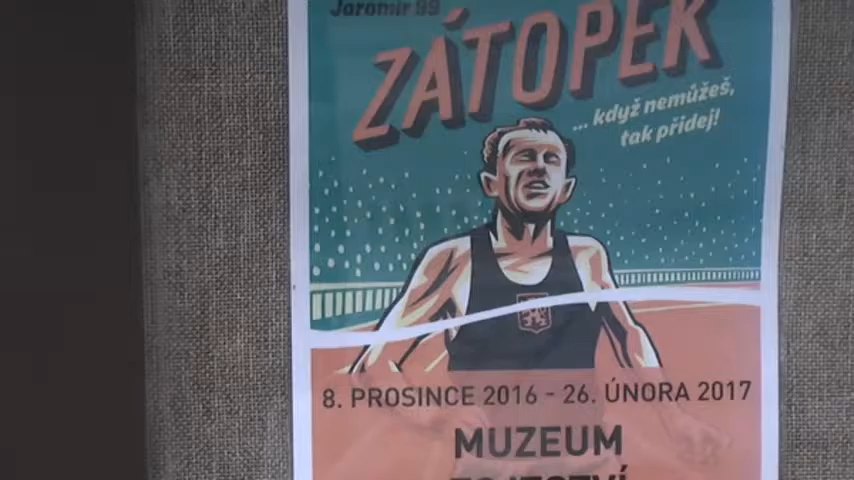 Jaromír 99
ZÁTOPEK
... když nemůžeš,
tak přidej!
8. PROSINCE 2016 - 26. ÚNORA 2017
MUZEUM